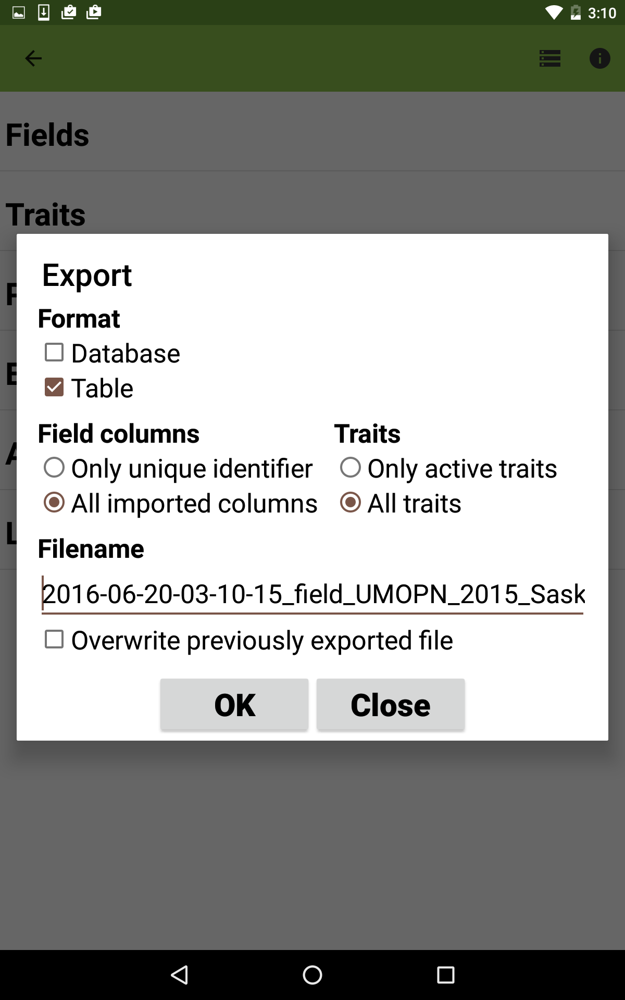 3:10
Fields
Traits
Export
Format
Database
Table
Field columns
Traits
Only unique identifier
Only active traits
All imported columns
All traits
Filename
2016-06-20-03-10-15_field_UMOPN_2015_Sask
Overwrite previously exported file
OK
Close